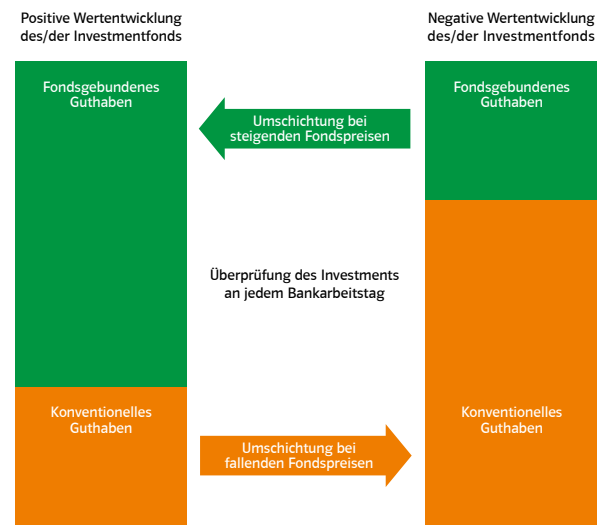 Positive Wertentwicklung
des/der Investmentfonds
Negative Wertentwicklung
des/der Investmentfonds
Fondsgebundenes
Guthaben
Fondsgebundenes
Guthaben
Umschichtung bei
steigenden Fondspreisen
Überprüfung des Investments
an jedem Bankarbeitstag
Konventionelles
Guthaben
Konventionelles
Guthaben
Umschichtung bei
fallenden Fondspreisen